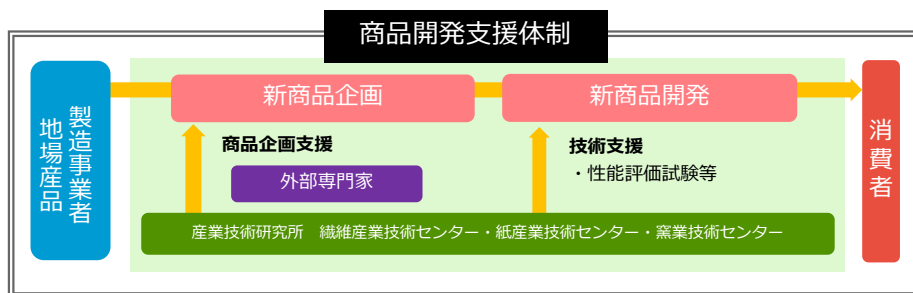 商品開発支援体制
地場産品
製造事業者
新商品企画
新商品開発
消費者
商品企画支援
外部専門家
技術支援
・性能評価試験等
産業技術研究所　繊維産業技術センター・紙産業技術センター・窯業技術センター